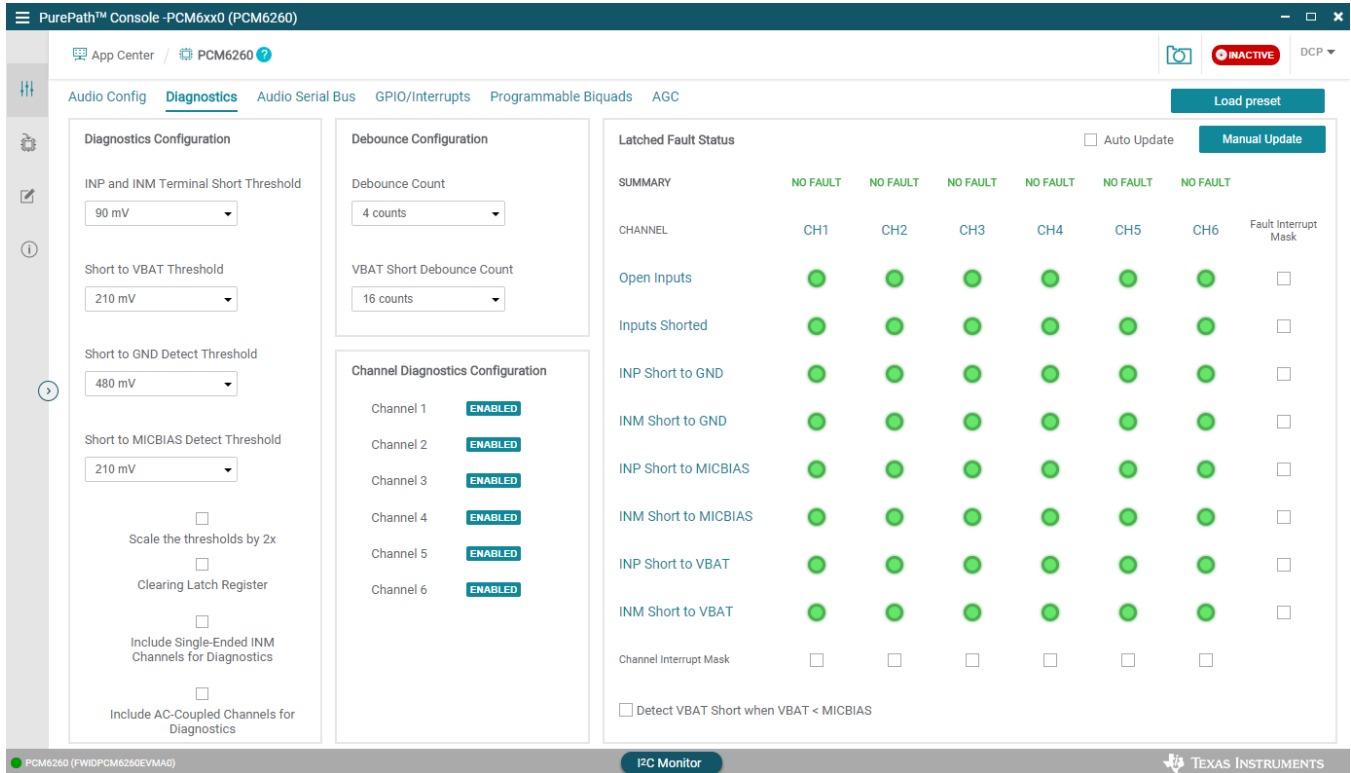 PurePath™ Console -PCM6xx0 (PCM6260)
App Center / PCM6260 ?
INACTIVE
DCP
Audio Config Diagnostics Audio Serial Bus GPIO/Interrupts Programmable Biquads AGC
Load preset
Diagnostics Configuration
INP and INM Terminal Short Threshold
90 mV
Short to VBAT Threshold
210 mV
Short to GND Detect Threshold
480 mV
Short to MICBIAS Detect Threshold
210 mV
Scale the thresholds by 2x
Clearing Latch Register
Include Single-Ended INM
Channels for Diagnostics
Include AC-Coupled Channels for
Diagnostics
Debounce Configuration
Debounce Count
4 counts
VBAT Short Debounce Count
16 counts
Channel Diagnostics Configuration
Channel 1 ENABLED
Channel 2 ENABLED
Channel 3 ENABLED
Channel 4 ENABLED
Channel 5 ENABLED
Channel 6 ENABLED
Latched Fault Status
Auto Update
Manual Update
SUMMARY NO FAULT NO FAULT NO FAULT NO FAULT NO FAULT NO FAULT
CHANNEL CH1 CH2 CH3 CH4 CH5 CH6
Fault Interrupt
Mask
Open Inputs
Inputs Shorted
INP Short to GND
INM Short to GND
INP Short to MICBIAS
INM Short to MICBIAS
INP Short to VBAT
INM Short to VBAT
Channel Interrupt Mask
Detect VBAT Short when VBAT < MICBIAS
PCM6260 (FWIDPCM6260EVMA0)
I²C Monitor
TEXAS INSTRUMENTS